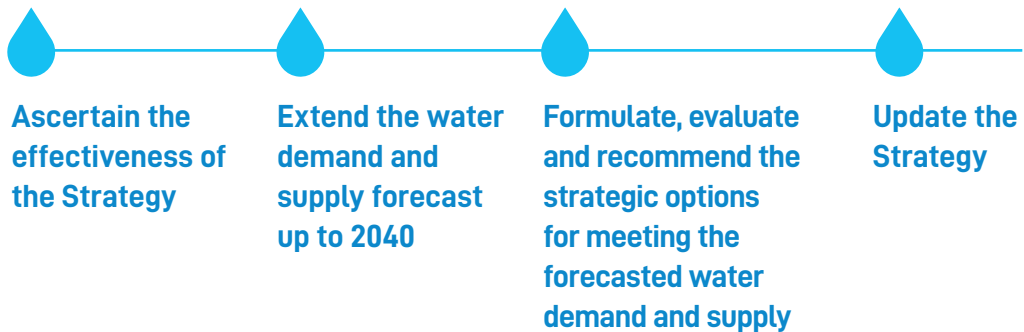 Ascertain the
effectiveness of
the Strategy
Extend the water
demand and
supply forecast
up to 2040
Formulate, evaluate
and recommend the
strategic options
for meeting the
forecasted water
demand and supply
Update the
Strategy